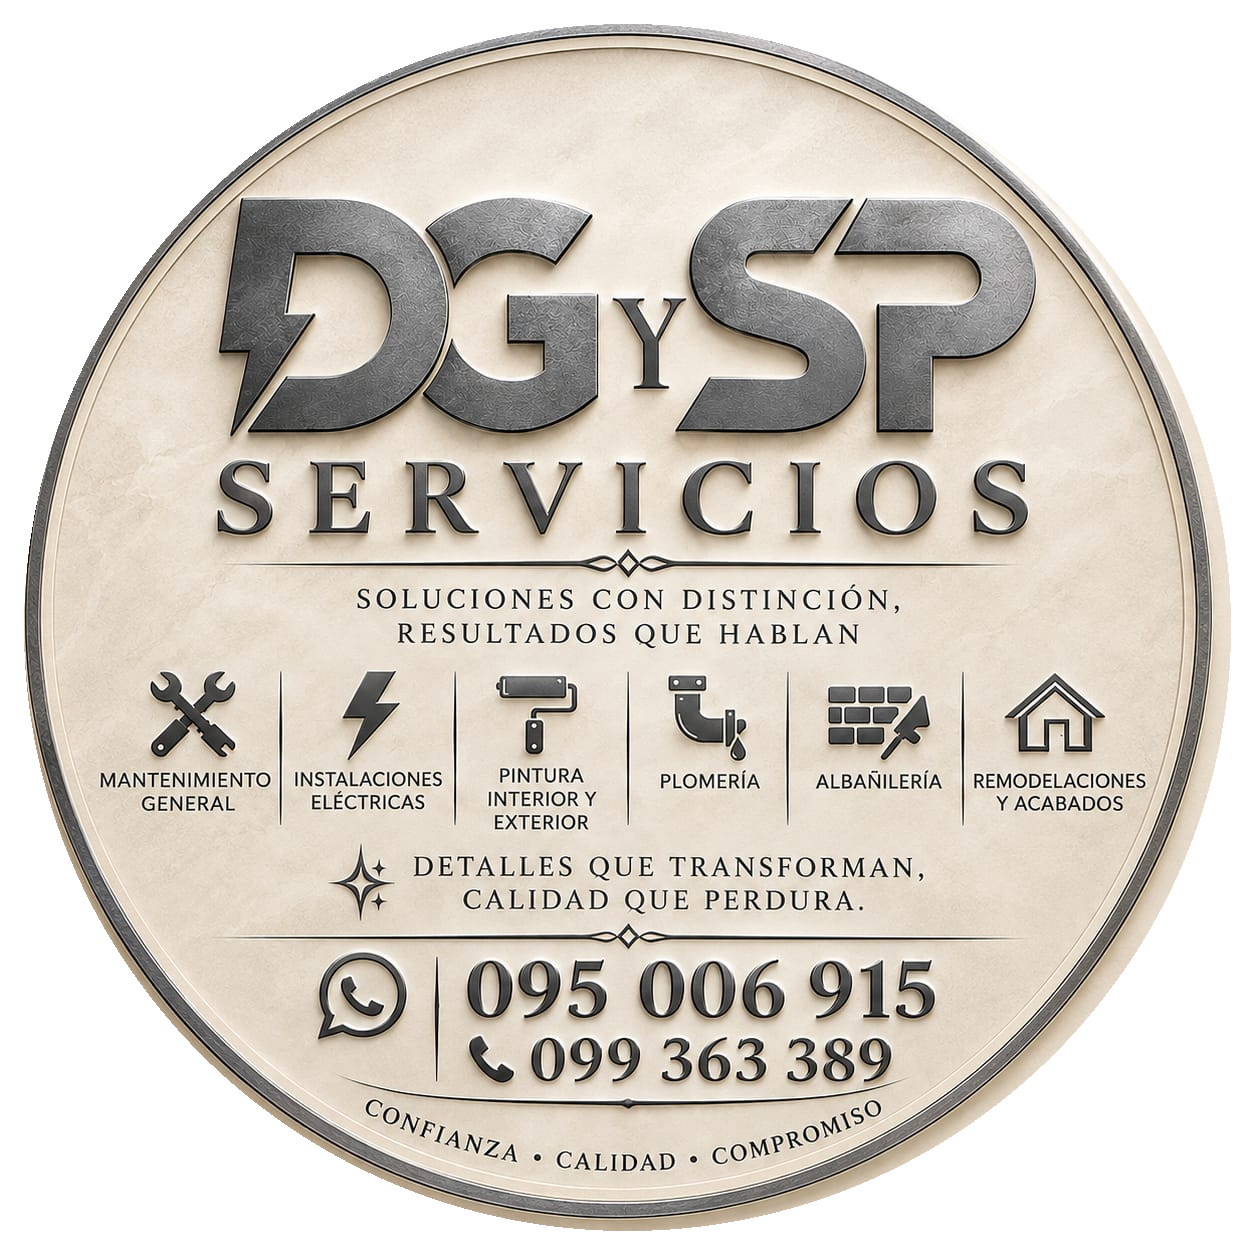 DG Y SP
SERVICIOS
SOLUCIONES CON DISTINCIÓN,
RESULTADOS QUE HABLAN
MANTENIMIENTO
GENERAL
INSTALACIONES
ELÉCTRICAS
PINTURA
INTERIOR Y
EXTERIOR
PLOMERÍA
ALBAÑILERÍA
REMODELACIONES
Y ACABADOS
DETALLES QUE TRANSFORMAN,
CALIDAD QUE PERDURA.
095 006 915
099 363 389
CONFIANZA • CALIDAD • COMPROMISO